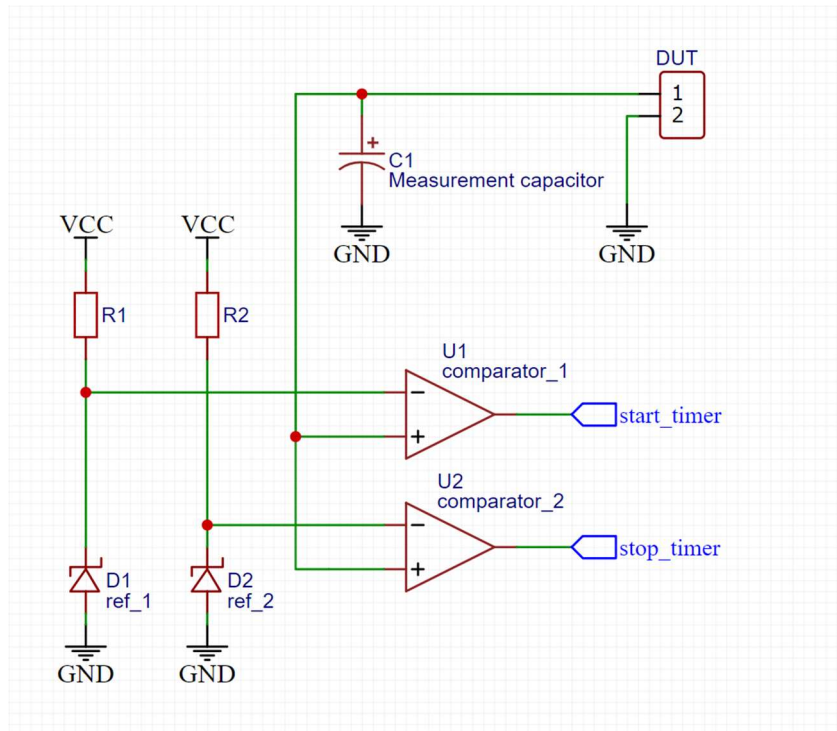 DUT
1
2
+
C1
Measurement capacitor
GND
GND
VCC
VCC
R1
R2
U1
comparator_1
−
+
start_timer
U2
comparator_2
−
+
stop_timer
D1
ref_1
D2
ref_2
GND
GND